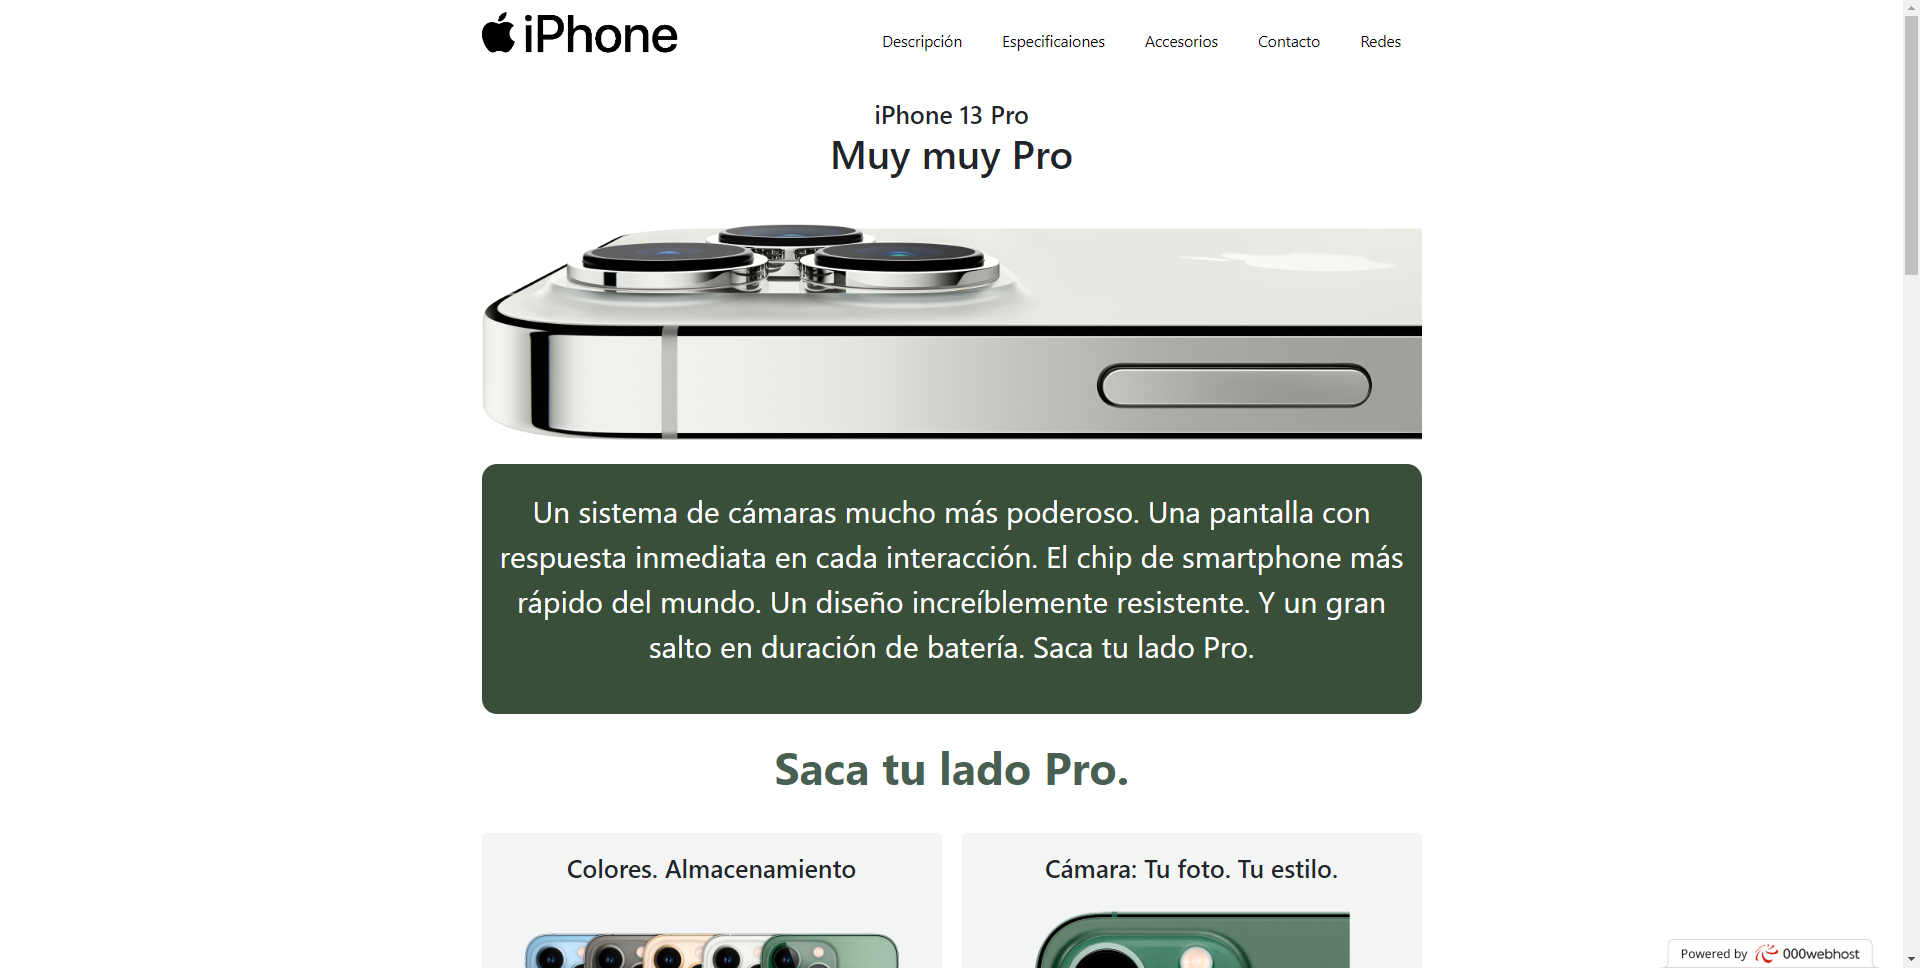 iPhone
Descripción
Especificaiones
Accesorios
Contacto
Redes
iPhone 13 Pro
Muy muy Pro
Un sistema de cámaras mucho más poderoso. Una pantalla con
respuesta inmediata en cada interacción. El chip de smartphone más
rápido del mundo. Un diseño increíblemente resistente. Y un gran
salto en duración de batería. Saca tu lado Pro.
Saca tu lado Pro.
Colores. Almacenamiento
Cámara: Tu foto. Tu estilo.
Powered by 000webhost